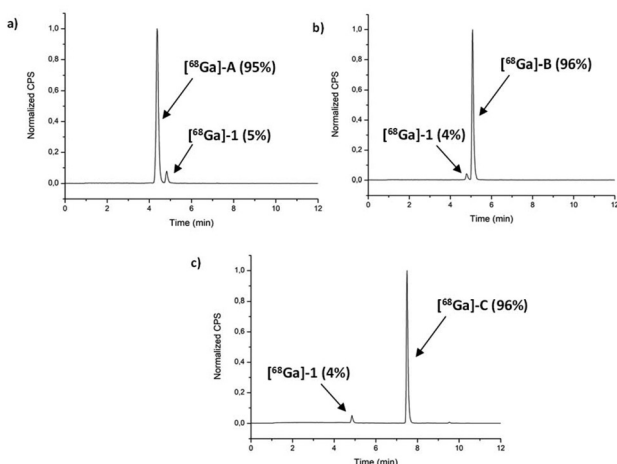 a)
1,0
0,8
0,6
0,4
0,2
0,0
Normalized CPS
[⁶⁸Ga]-A (95%)
[⁶⁸Ga]-1 (5%)
0 2 4 6 8 10 12
Time (min)
b)
1,0
0,8
0,6
0,4
0,2
0,0
Normalized CPS
[⁶⁸Ga]-B (96%)
[⁶⁸Ga]-1 (4%)
0 2 4 6 8 10 12
Time (min)
c)
1,0
0,8
0,6
0,4
0,2
0,0
Normalized CPS
[⁶⁸Ga]-C (96%)
[⁶⁸Ga]-1 (4%)
0 2 4 6 8 10 12
Time (min)